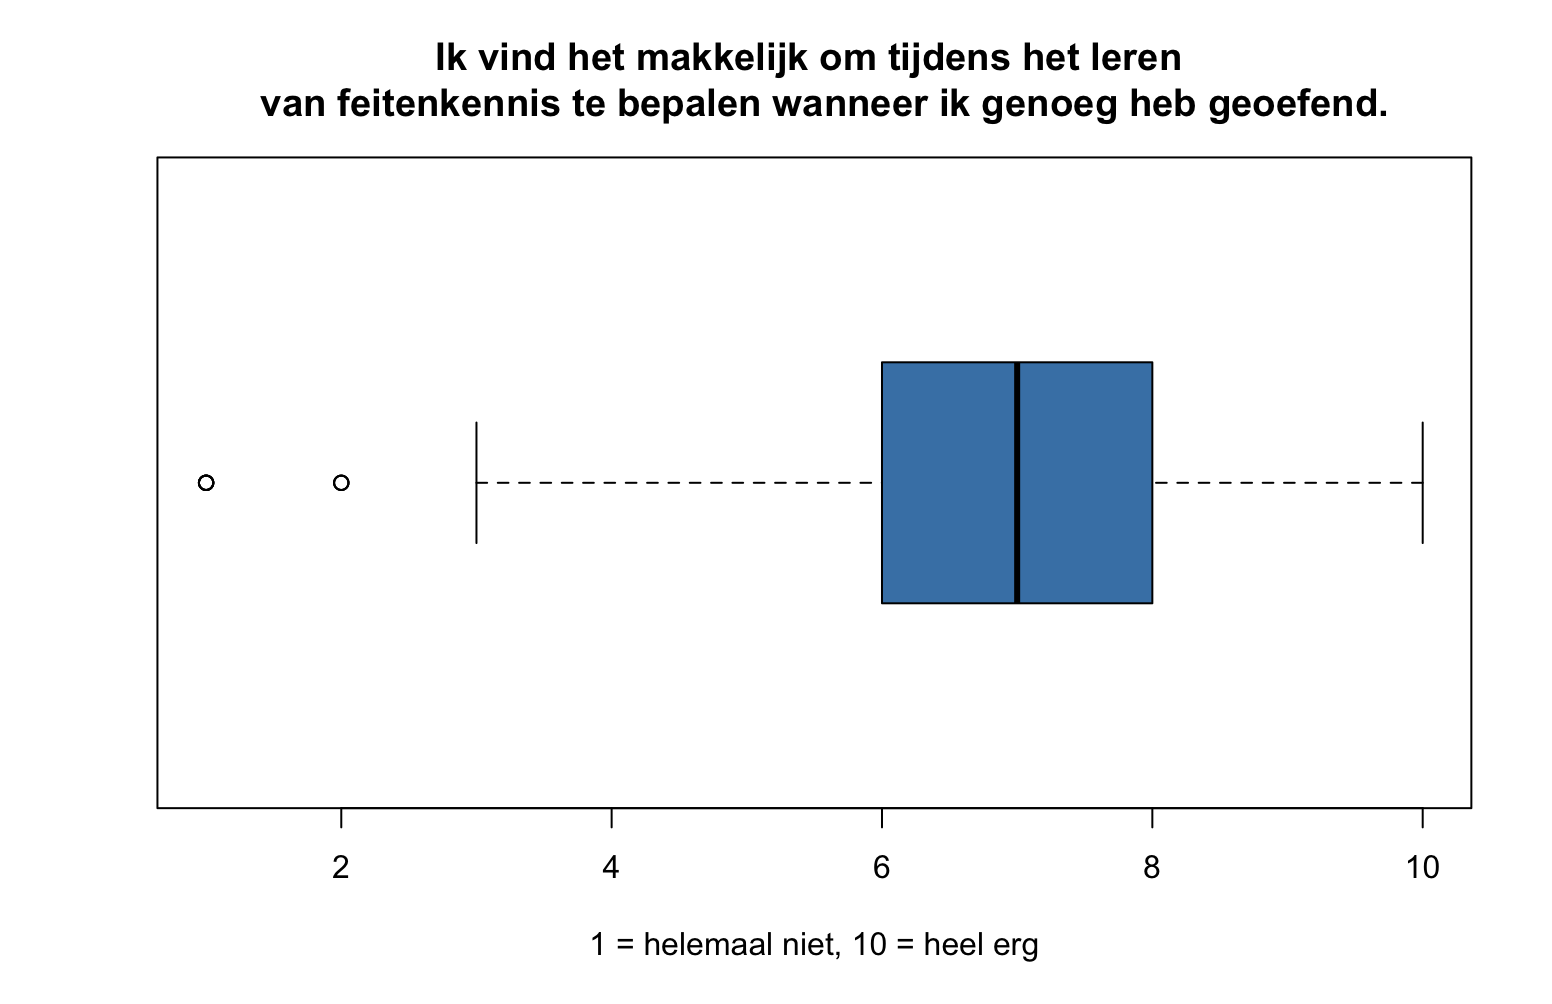 Ik vind het makkelijk om tijdens het leren
van feitenkennis te bepalen wanneer ik genoeg heb geoefend.
2 4 6 8 10
1 = helemaal niet, 10 = heel erg